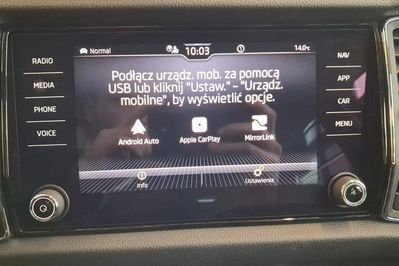 RADIO
MEDIA
PHONE
VOICE
Normal 10:03 14.0°C
Podłącz urządz. mob. za pomocą
USB lub kliknij "Ustaw." - "Urządz.
mobilne", by wyświetlić opcje.
Android Auto Apple CarPlay MirrorLink
Info Ustawienia
NAV
APP
CAR
MENU